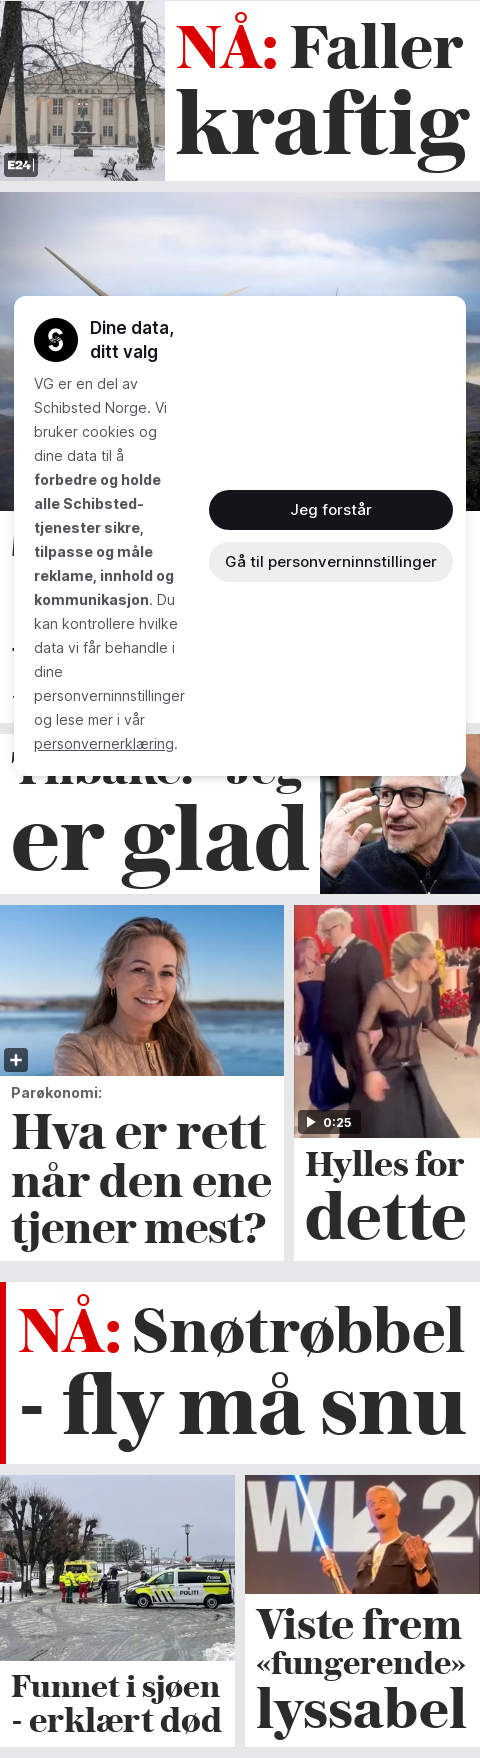 BØRSEN
E24
NÅ: Faller
kraftig
Dine data,
ditt valg
VG er en del av
Schibsted Norge. Vi
bruker cookies og
dine data til å
forbedre og holde
alle Schibsted-
tjenester sikre,
tilpasse og måle
reklame, innhold og
kommunikasjon. Du
kan kontrollere hvilke
data vi får behandle i
dine
personverninnstillinger
og lese mer i vår
personvernerklæring.
Jeg forstår
Gå til personverninnstillinger
er glad
Parøkonomi:
Hva er rett
når den ene
tjener mest?
0:25
Hylles for
dette
NÅ: Snøtrøbbel
- fly må snu
POLITI
Funnet i sjøen
- erklært død
Viste frem
«fungerende»
lyssabel